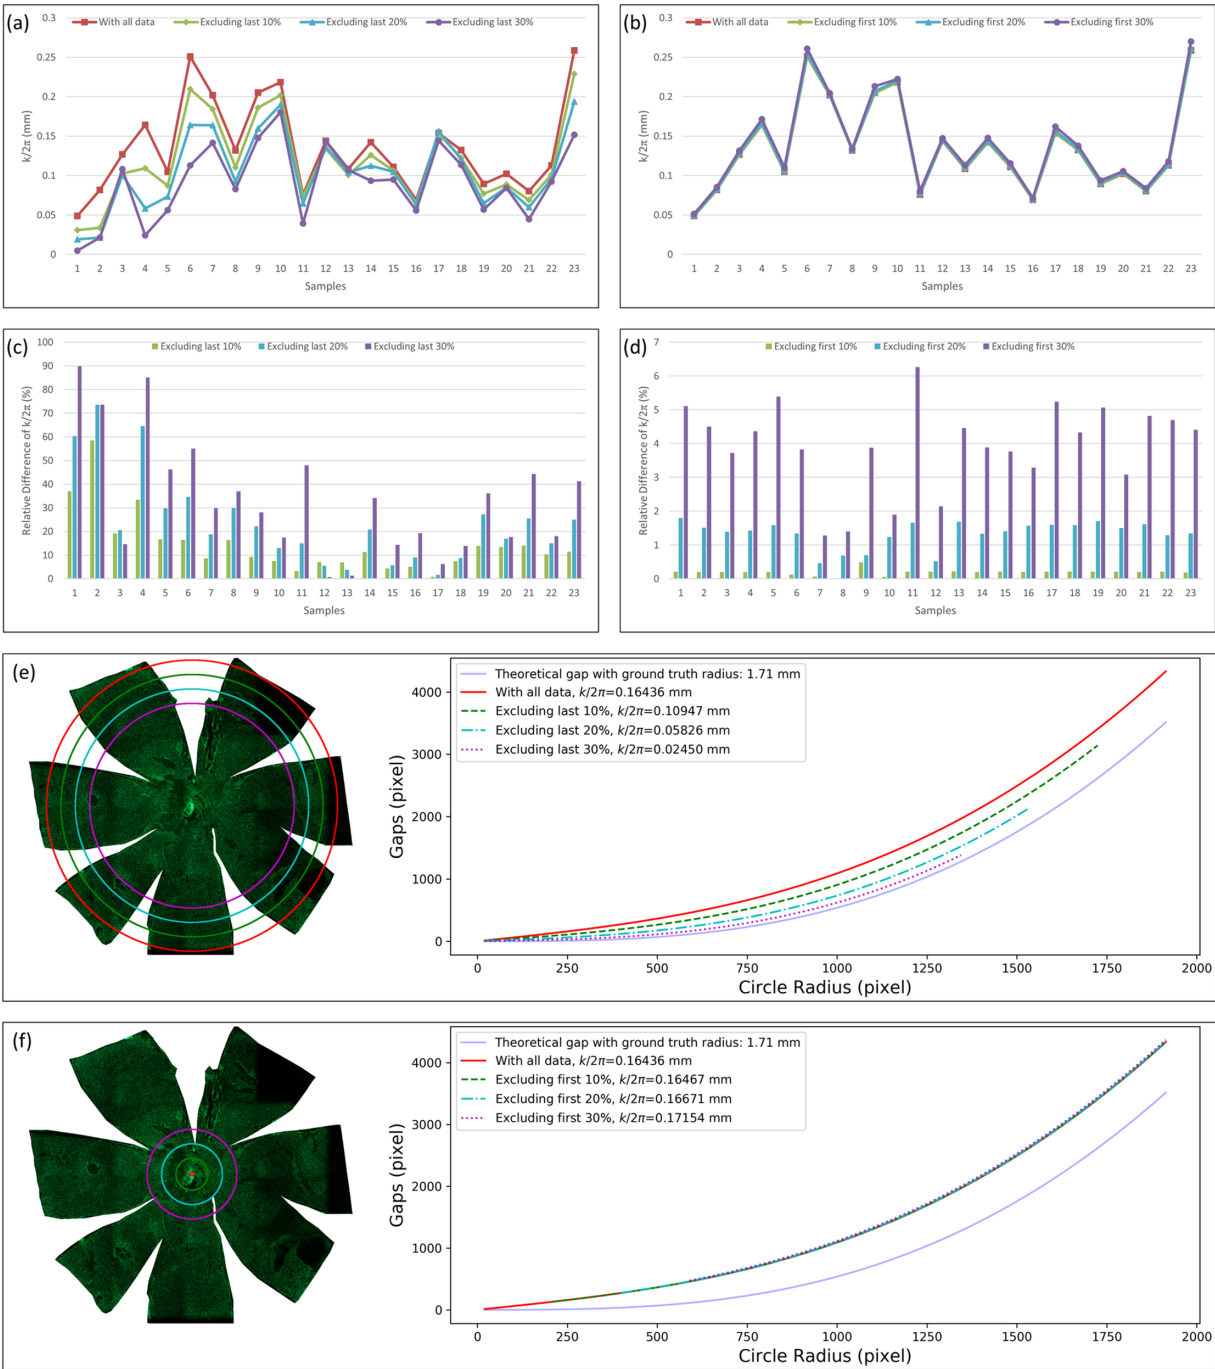 (a)
With all data Excluding last 10% Excluding last 20% Excluding last 30%
0.3
0.25
0.2
0.15
0.1
0.05
0
k/2π (mm)
1 2 3 4 5 6 7 8 9 10 11 12 13 14 15 16 17 18 19 20 21 22 23
Samples
(b)
With all data Excluding first 10% Excluding first 20% Excluding first 30%
0.3
0.25
0.2
0.15
0.1
0.05
0
k/2π (mm)
1 2 3 4 5 6 7 8 9 10 11 12 13 14 15 16 17 18 19 20 21 22 23
Samples
(c)
Excluding last 10% Excluding last 20% Excluding last 30%
100
90
80
70
60
50
40
30
20
10
0
Relative Difference of k/2π (%)
1 2 3 4 5 6 7 8 9 10 11 12 13 14 15 16 17 18 19 20 21 22 23
Samples
(d)
Excluding first 10% Excluding first 20% Excluding first 30%
7
6
5
4
3
2
1
0
Relative Difference of k/2π (%)
1 2 3 4 5 6 7 8 9 10 11 12 13 14 15 16 17 18 19 20 21 22 23
Samples
(e)
Theoretical gap with ground truth radius: 1.71 mm
With all data, k/2π=0.16436 mm
Excluding last 10%, k/2π=0.10947 mm
Excluding last 20%, k/2π=0.05826 mm
Excluding last 30%, k/2π=0.02450 mm
4000
3000
2000
1000
0
Gaps (pixel)
0 250 500 750 1000 1250 1500 1750 2000
Circle Radius (pixel)
(f)
Theoretical gap with ground truth radius: 1.71 mm
With all data, k/2π=0.16436 mm
Excluding first 10%, k/2π=0.16467 mm
Excluding first 20%, k/2π=0.16671 mm
Excluding first 30%, k/2π=0.17154 mm
4000
3000
2000
1000
0
Gaps (pixel)
0 250 500 750 1000 1250 1500 1750 2000
Circle Radius (pixel)